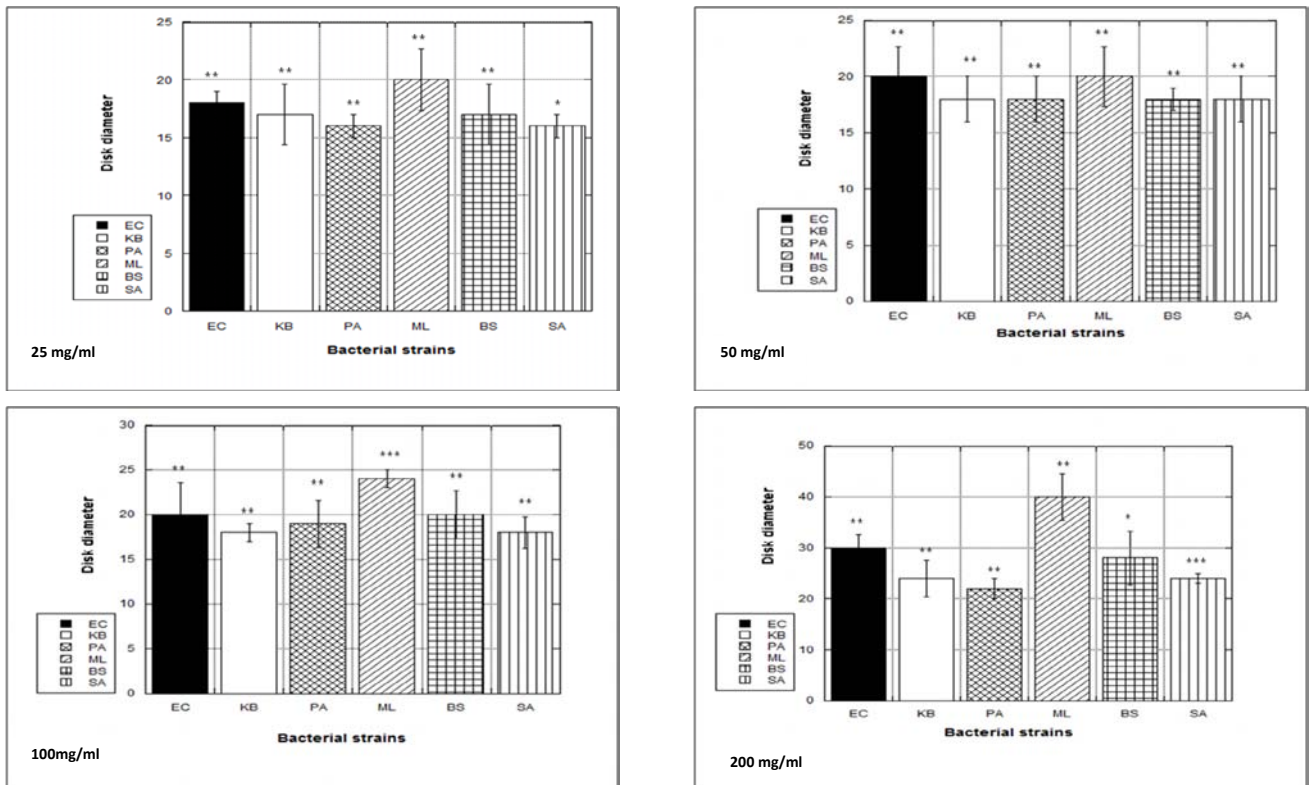 25
** ** ** ** ** *
20
15
10
5
0
Disk diameter
EC
KB
PA
ML
BS
SA
EC KB PA ML BS SA
Bacterial strains
25 mg/ml
25
** ** ** ** ** **
20
15
10
5
0
Disk diameter
EC
KB
PA
ML
BS
SA
EC KB PA ML BS SA
Bacterial strains
50 mg/ml
30
25
** ** ** *** ** **
20
15
10
5
0
Disk diameter
EC
KB
PA
ML
BS
SA
EC KB PA ML BS SA
Bacterial strains
100mg/ml
50
40
** ** ** ** * ***
30
20
10
0
Disk diameter
EC
KB
PA
ML
BS
SA
EC KB PA ML BS SA
Bacterial strains
200 mg/ml